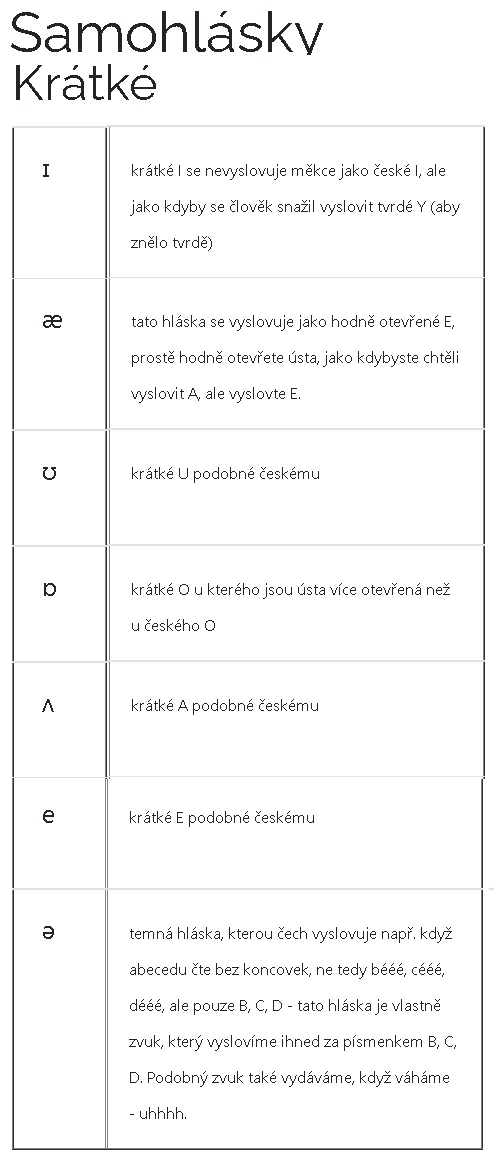 Samohlásky
Krátké
ɪ
krátké I se nevyslovuje měkce jako české I, ale
jako kdyby se člověk snažil vyslovit tvrdé Y (aby
znělo tvrdě)
æ
tato hláska se vyslovuje jako hodně otevřené E,
prostě hodně otevřete ústa, jako kdybyste chtěli
vyslovit A, ale vyslovte E.
ʊ
krátké U podobné českému
ɒ
krátké O u kterého jsou ústa více otevřená než
u českého O
ʌ
krátké A podobné českému
e
krátké E podobné českému
ə
temná hláska, kterou čech vyslovuje např. když
abecedu čte bez koncovek, ne tedy bééé, cééé,
dééé, ale pouze B, C, D - tato hláska je vlastně
zvuk, který vyslovíme ihned za písmenkem B, C,
D. Podobný zvuk také vydáváme, když váháme
- uhhhh.